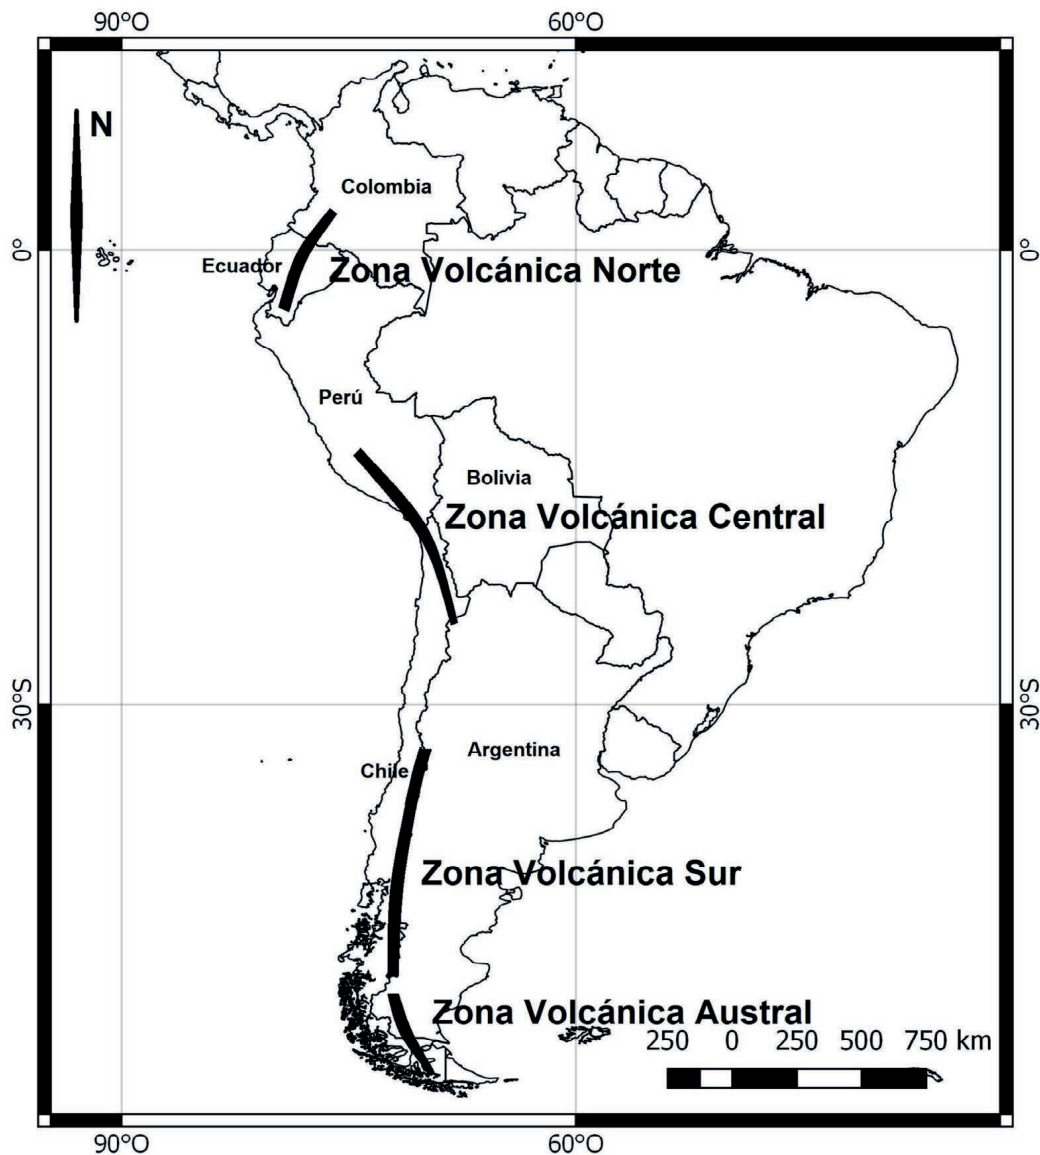 90°O 60°O
N
Colombia
0° 0°
Ecuador
Zona Volcánica Norte
Perú
Bolivia
Zona Volcánica Central
30°S 30°S
Argentina
Chile
Zona Volcánica Sur
Zona Volcánica Austral
250 0 250 500 750 km
90°O 60°O